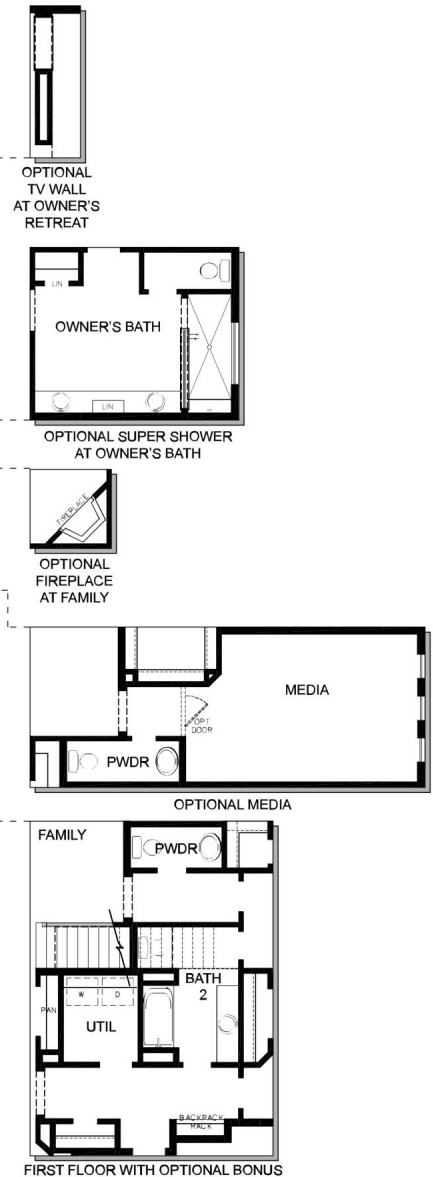 OPTIONAL
TV WALL
AT OWNER'S
RETREAT
LIN
OWNER'S BATH
LIN
OPTIONAL SUPER SHOWER
AT OWNER'S BATH
FIREPLACE
OPTIONAL
FIREPLACE
AT FAMILY
MEDIA
OPT
DOOR
PWDR
OPTIONAL MEDIA
FAMILY
PWDR
BATH
2
W D
PAN
UTIL
BACKPACK
RACK
FIRST FLOOR WITH OPTIONAL BONUS